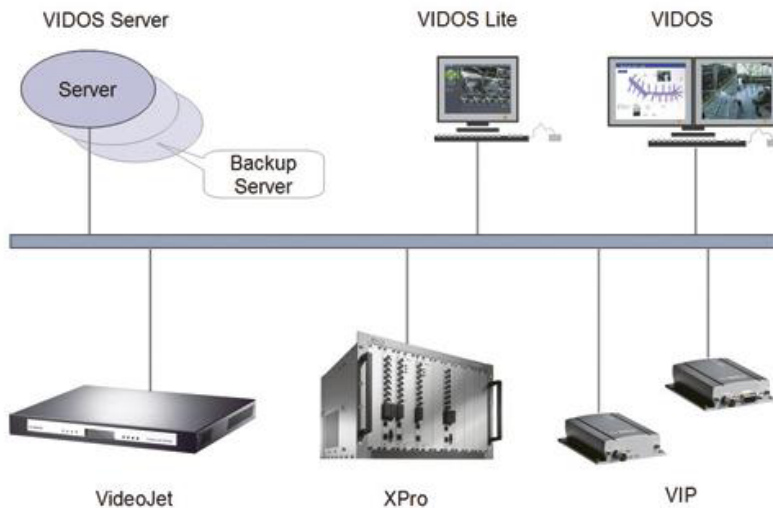 VIDOS Server
VIDOS Lite
VIDOS
Server
Backup
Server
VideoJet
XPro
VIP